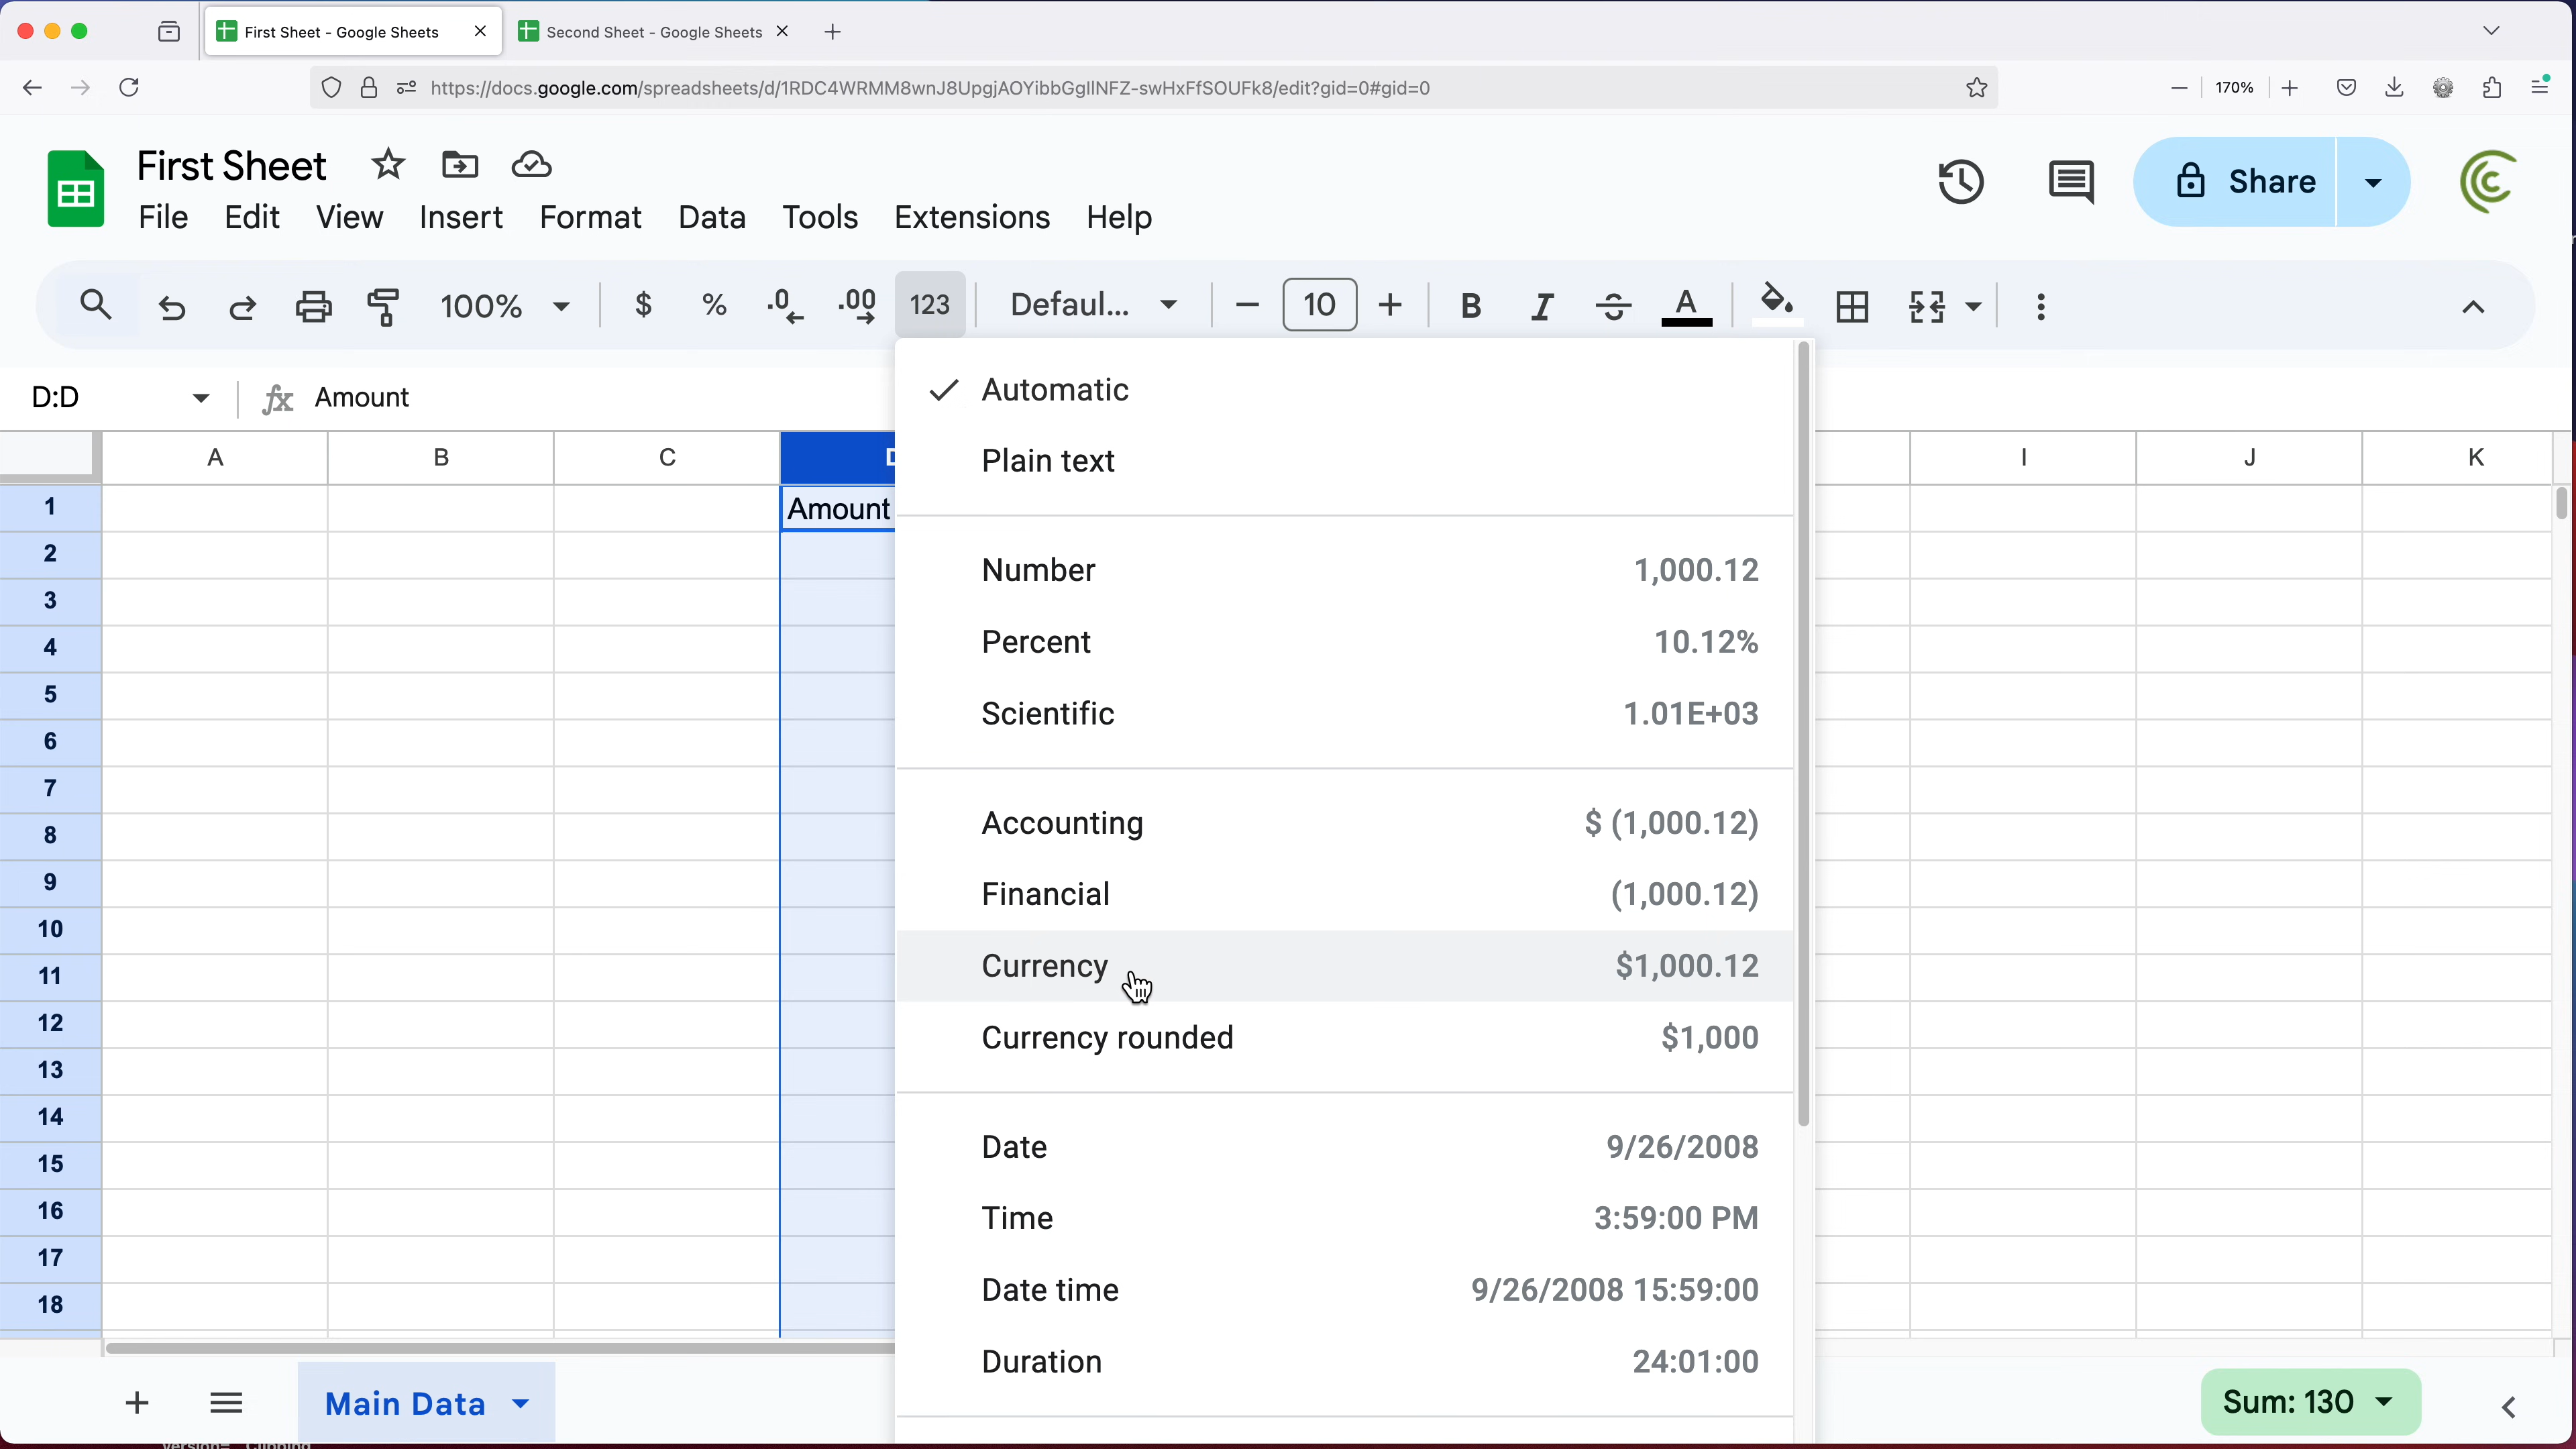 First Sheet - Google Sheets
Second Sheet - Google Sheets
https://docs.google.com/spreadsheets/d/1RDC4WRMM8wnJ8UpgjAOYibbGgIlNFZ-swHxFfSOUFk8/edit?gid=0#gid=0
170%
First Sheet
Share
File Edit View Insert Format Data Tools Extensions Help
100% $ % .0 .00 123 Defaul... 10 B I A
D:D fx Amount
A B C D I J K
1 Amount
2
3
4
5
6
7
8
9
10
11
12
13
14
15
16
17
18
Automatic
Plain text
Number 1,000.12
Percent 10.12%
Scientific 1.01E+03
Accounting $ (1,000.12)
Financial (1,000.12)
Currency $1,000.12
Currency rounded $1,000
Date 9/26/2008
Time 3:59:00 PM
Date time 9/26/2008 15:59:00
Duration 24:01:00
Main Data
Sum: 130